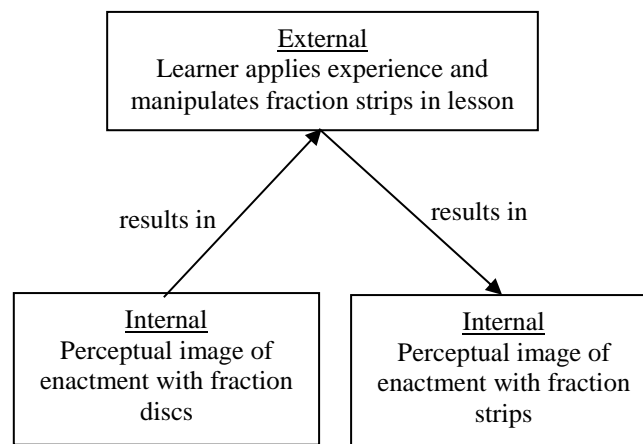 External
Learner applies experience and
manipulates fraction strips in lesson
results in
results in
Internal
Perceptual image of
enactment with fraction
discs
Internal
Perceptual image of
enactment with fraction
strips